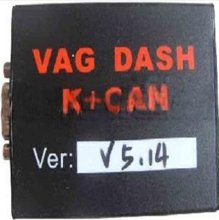 VAG DASH
K+CAN
Ver: V5.14